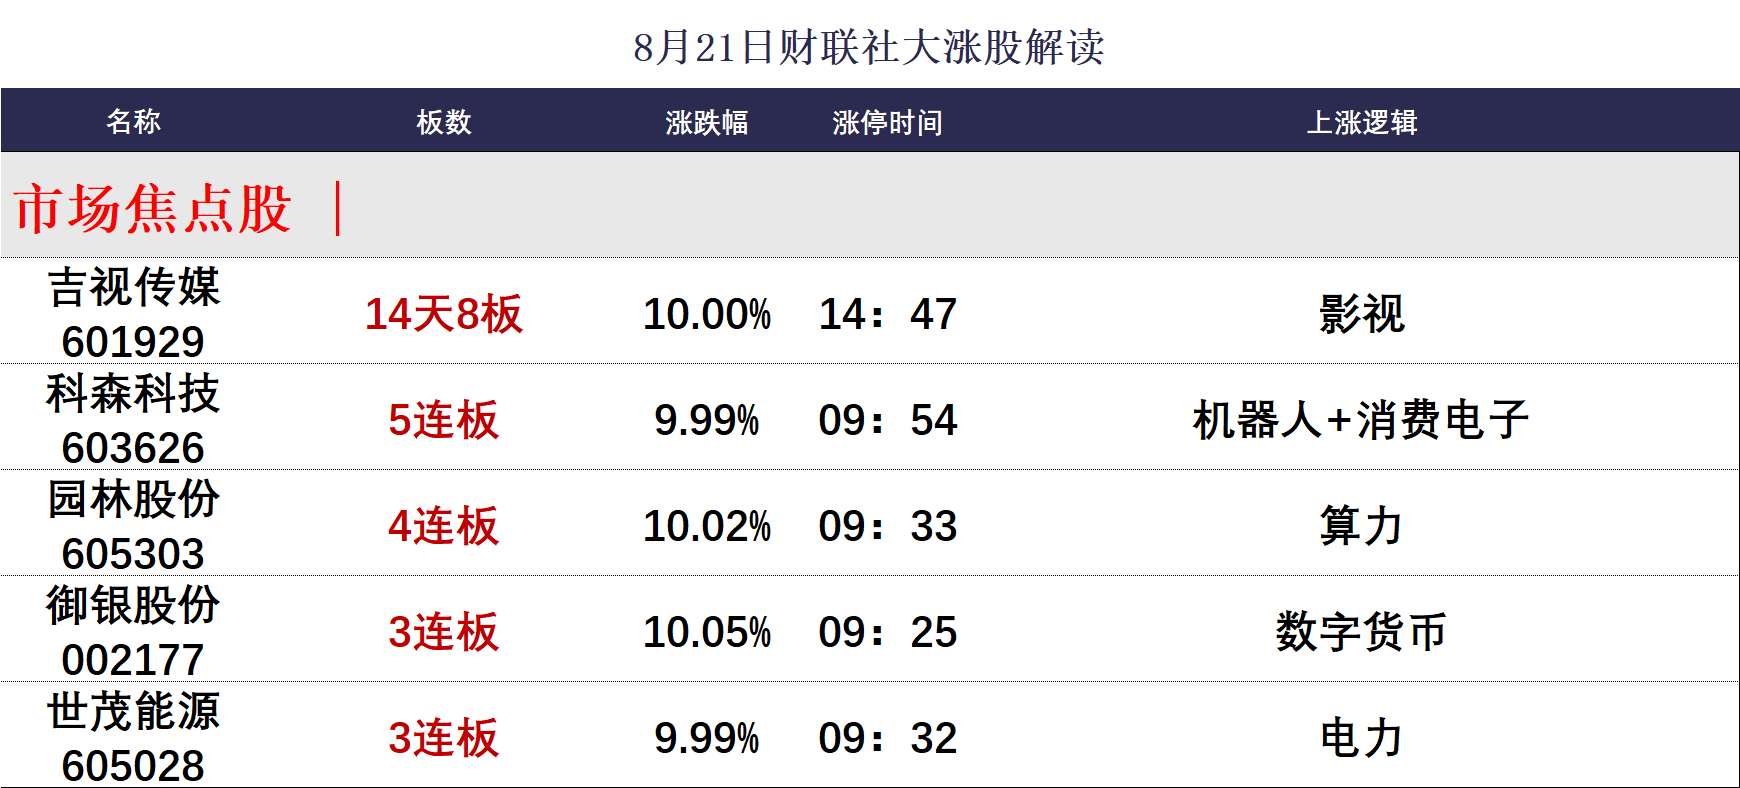 8月21日财联社大涨股解读
名称 板数 涨跌幅 涨停时间 上涨逻辑
市场焦点股 |
吉视传媒
601929 14天8板 10.00% 14：47 影视
科森科技
603626 5连板 9.99% 09：54 机器人+消费电子
园林股份
605303 4连板 10.02% 09：33 算力
御银股份
002177 3连板 10.05% 09：25 数字货币
世茂能源
605028 3连板 9.99% 09：32 电力